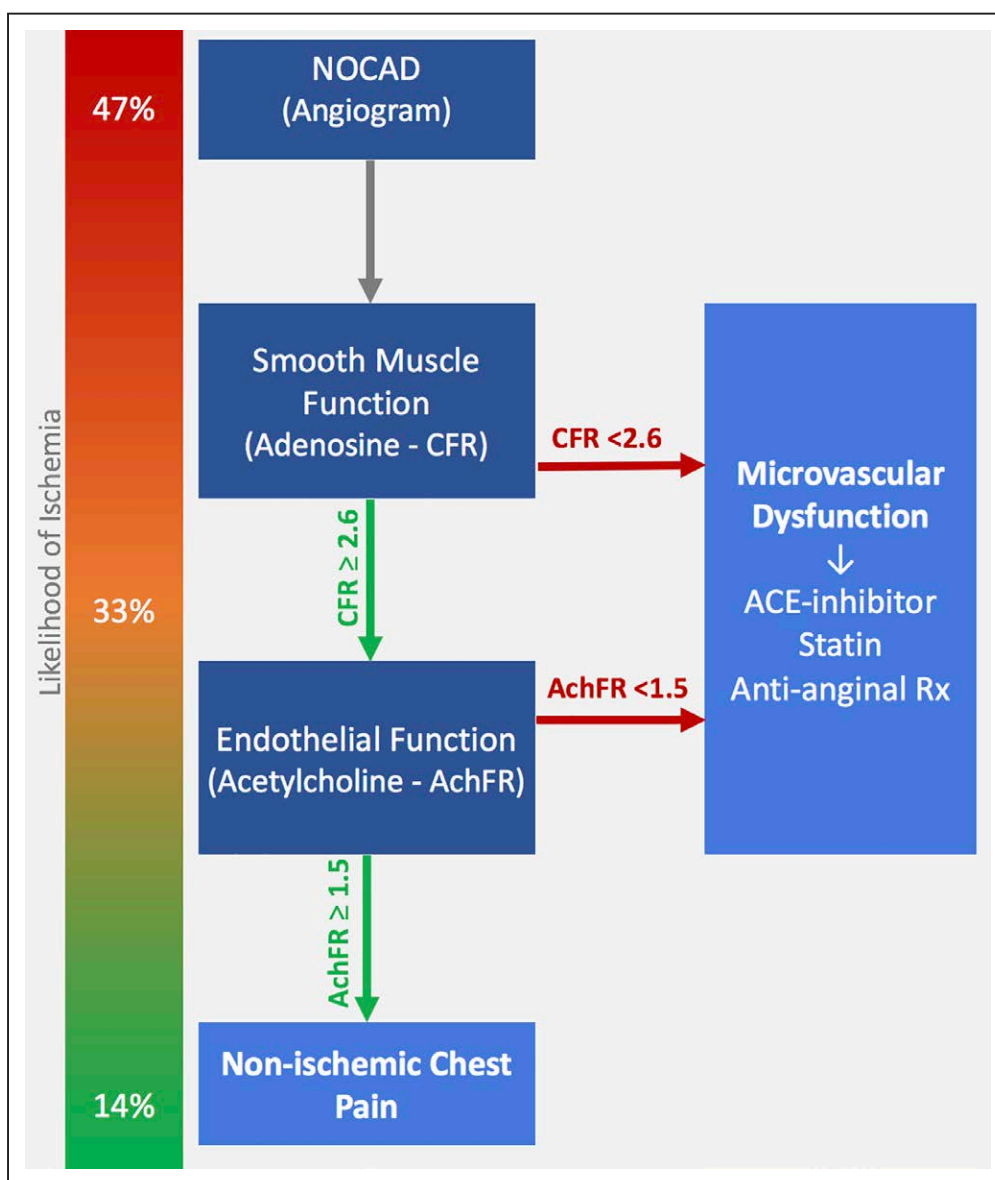 NOCAD
(Angiogram)
47%
Likelihood of Ischemia
Smooth Muscle
Function
(Adenosine - CFR)
CFR <2.6
CFR ≥ 2.6
Microvascular
Dysfunction
↓
ACE-inhibitor
Statin
Anti-anginal Rx
33%
AchFR <1.5
Endothelial Function
(Acetylcholine - AchFR)
AchFR ≥ 1.5
Non-ischemic Chest
Pain
14%